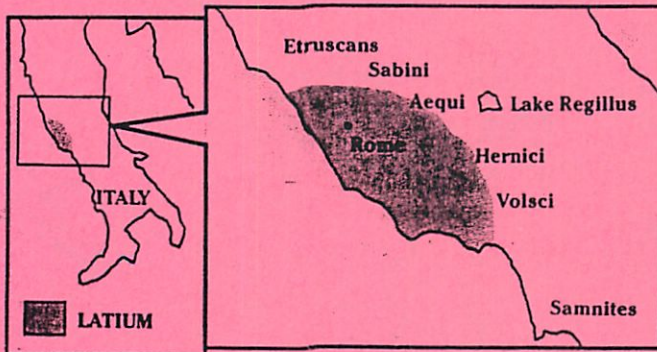 Etruscans
Sabini
Aequi
Lake Regillus
Rome
Hernici
Volsci
Samnites
ITALY
LATIUM